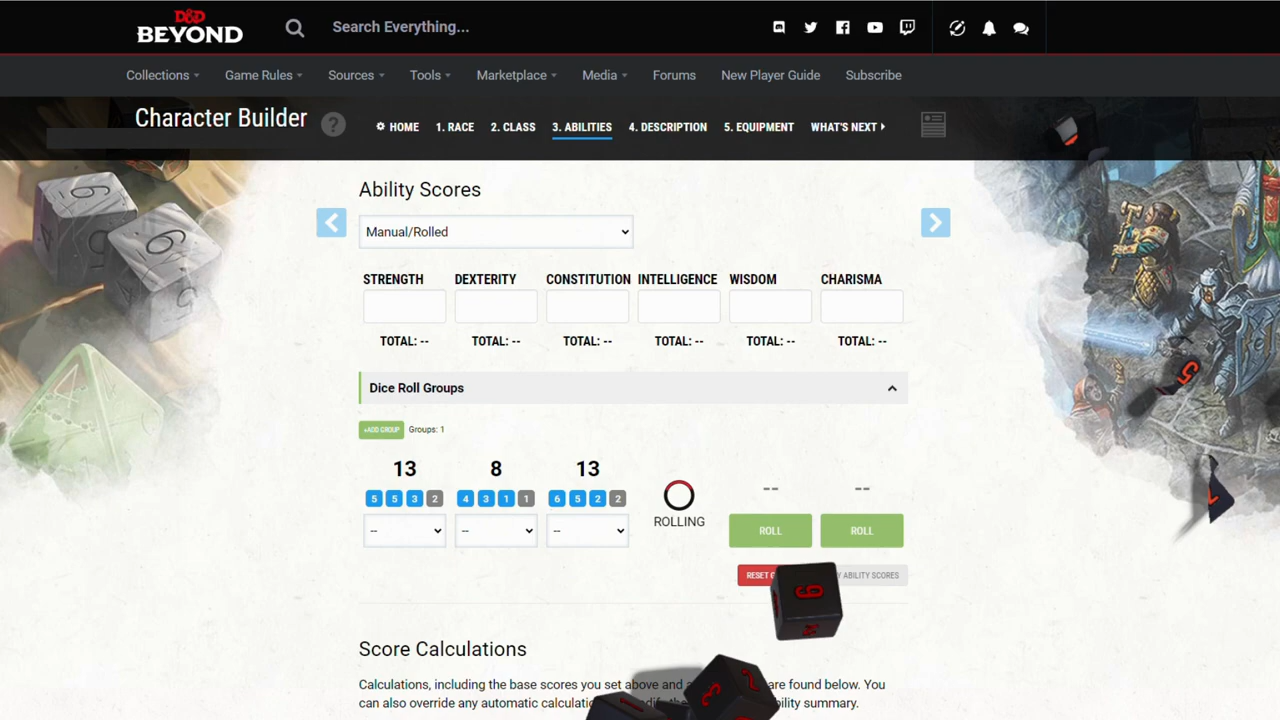 D&D
BEYOND
Search Everything...
Collections Game Rules Sources Tools Marketplace Media Forums New Player Guide Subscribe
Character Builder ? HOME 1. RACE 2. CLASS 3. ABILITIES 4. DESCRIPTION 5. EQUIPMENT WHAT'S NEXT
Ability Scores
Manual/Rolled
STRENGTH DEXTERITY CONSTITUTION INTELLIGENCE WISDOM CHARISMA
TOTAL: -- TOTAL: -- TOTAL: -- TOTAL: -- TOTAL: -- TOTAL: --
Dice Roll Groups
+ADD GROUP Groups: 1
13 8 13 -- --
5 5 3 2 4 3 1 1 6 5 2 2
ROLLING
-- -- -- ROLL ROLL
RESET ABILITY SCORES
Score Calculations
Calculations, including the base scores you set above and are found below. You
can also override any automatic summary.